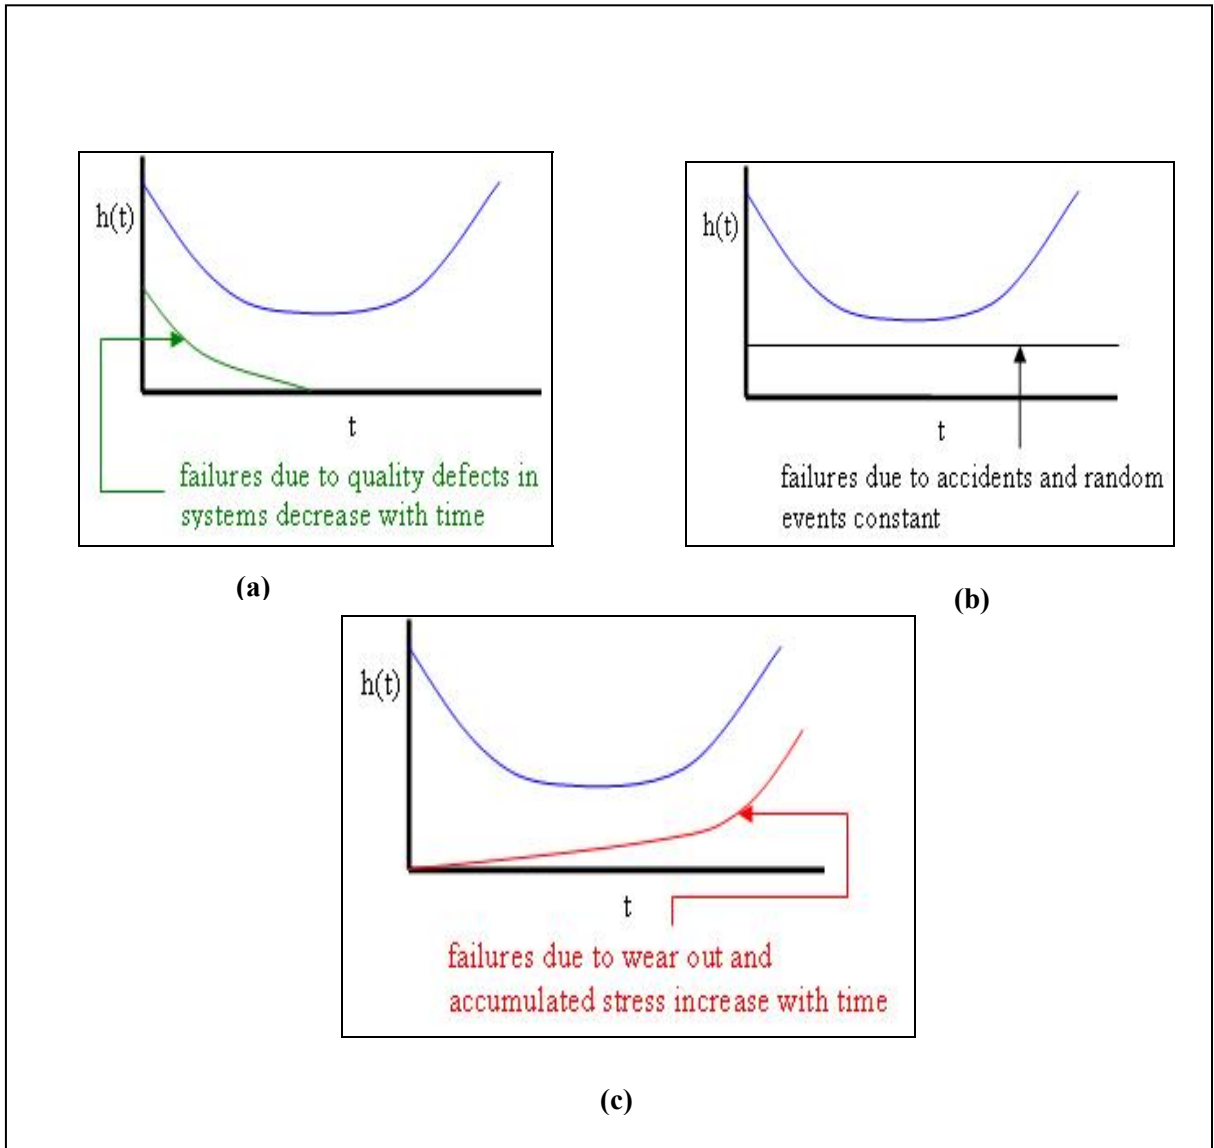 h(t)
t
failures due to quality defects in
systems decrease with time
(a)
h(t)
t
failures due to accidents and random
events constant
(b)
h(t)
t
failures due to wear out and
accumulated stress increase with time
(c)